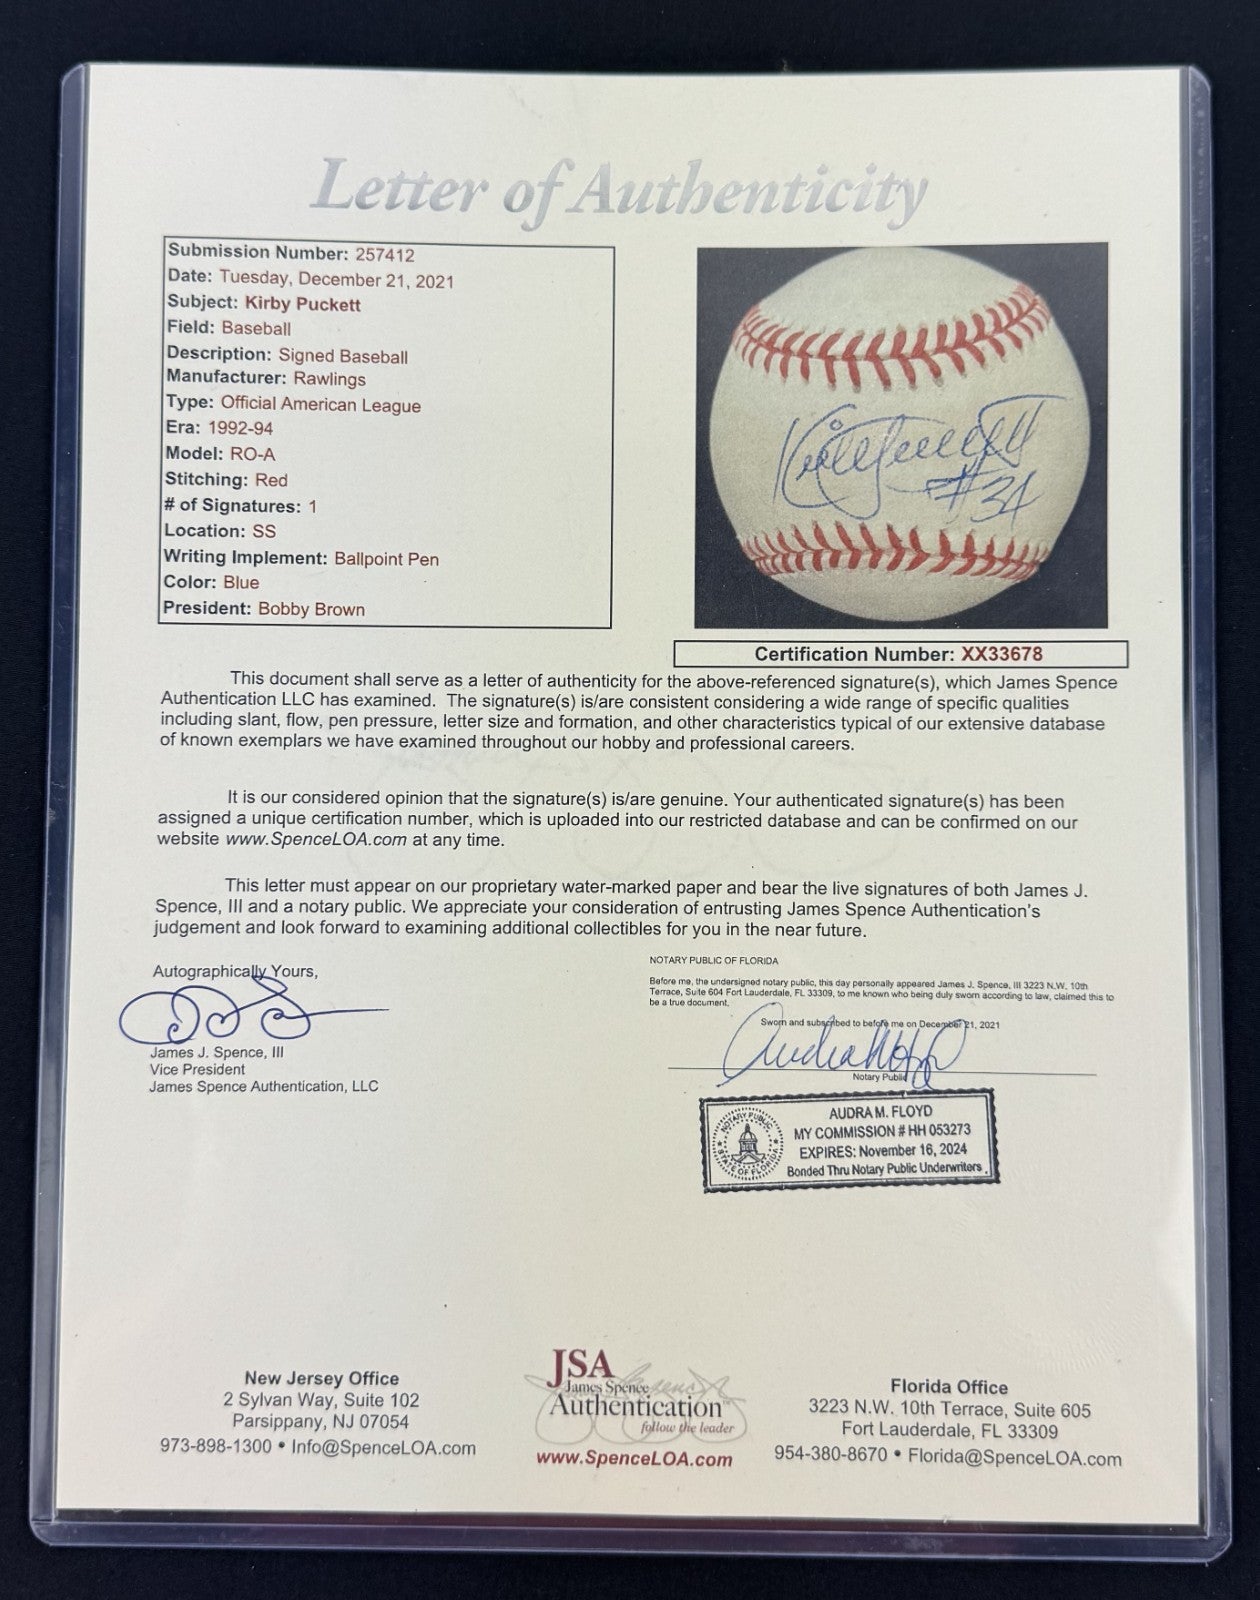 Letter of Authenticity
Submission Number: 257412
Date: Tuesday, December 21, 2021
Subject: Kirby Puckett
Field: Baseball
Description: Signed Baseball
Manufacturer: Rawlings
Type: Official American League
Era: 1992-94
Model: RO-A
Stitching: Red
# of Signatures: 1
Location: SS
Writing Implement: Ballpoint Pen
Color: Blue
President: Bobby Brown
Kirby Puckett
#34
Certification Number: XX33678
This document shall serve as a letter of authenticity for the above-referenced signature(s), which James Spence
Authentication LLC has examined. The signature(s) is/are consistent considering a wide range of specific qualities
including slant, flow, pen pressure, letter size and formation, and other characteristics typical of our extensive database
of known exemplars we have examined throughout our hobby and professional careers.
It is our considered opinion that the signature(s) is/are genuine. Your authenticated signature(s) has been
assigned a unique certification number, which is uploaded into our restricted database and can be confirmed on our
website www.SpenceLOA.com at any time.
This letter must appear on our proprietary water-marked paper and bear the live signatures of both James J.
Spence, III and a notary public. We appreciate your consideration of entrusting James Spence Authentication's
judgement and look forward to examining additional collectibles for you in the near future.
Autographically Yours,
James J. Spence, III
Vice President
James Spence Authentication, LLC
NOTARY PUBLIC OF FLORIDA
Before me, the undersigned notary public, this day personally appeared James J. Spence, III 3223 N.W. 10th
Terrace, Suite 604 Fort Lauderdale, FL 33309, to me known who being duly sworn according to law, claimed this to
be a true document.
Sworn and subscribed to before me on December 21, 2021
Notary Public
NOTARY PUBLIC
STATE OF FLORIDA
AUDRA M. FLOYD
MY COMMISSION # HH 053273
EXPIRES: November 16, 2024
Bonded Thru Notary Public Underwriters
New Jersey Office
2 Sylvan Way, Suite 102
Parsippany, NJ 07054
973-898-1300 • Info@SpenceLOA.com
JSA
James Spence
Authentication™
follow the leader
www.SpenceLOA.com
Florida Office
3223 N.W. 10th Terrace, Suite 605
Fort Lauderdale, FL 33309
954-380-8670 • Florida@SpenceLOA.com